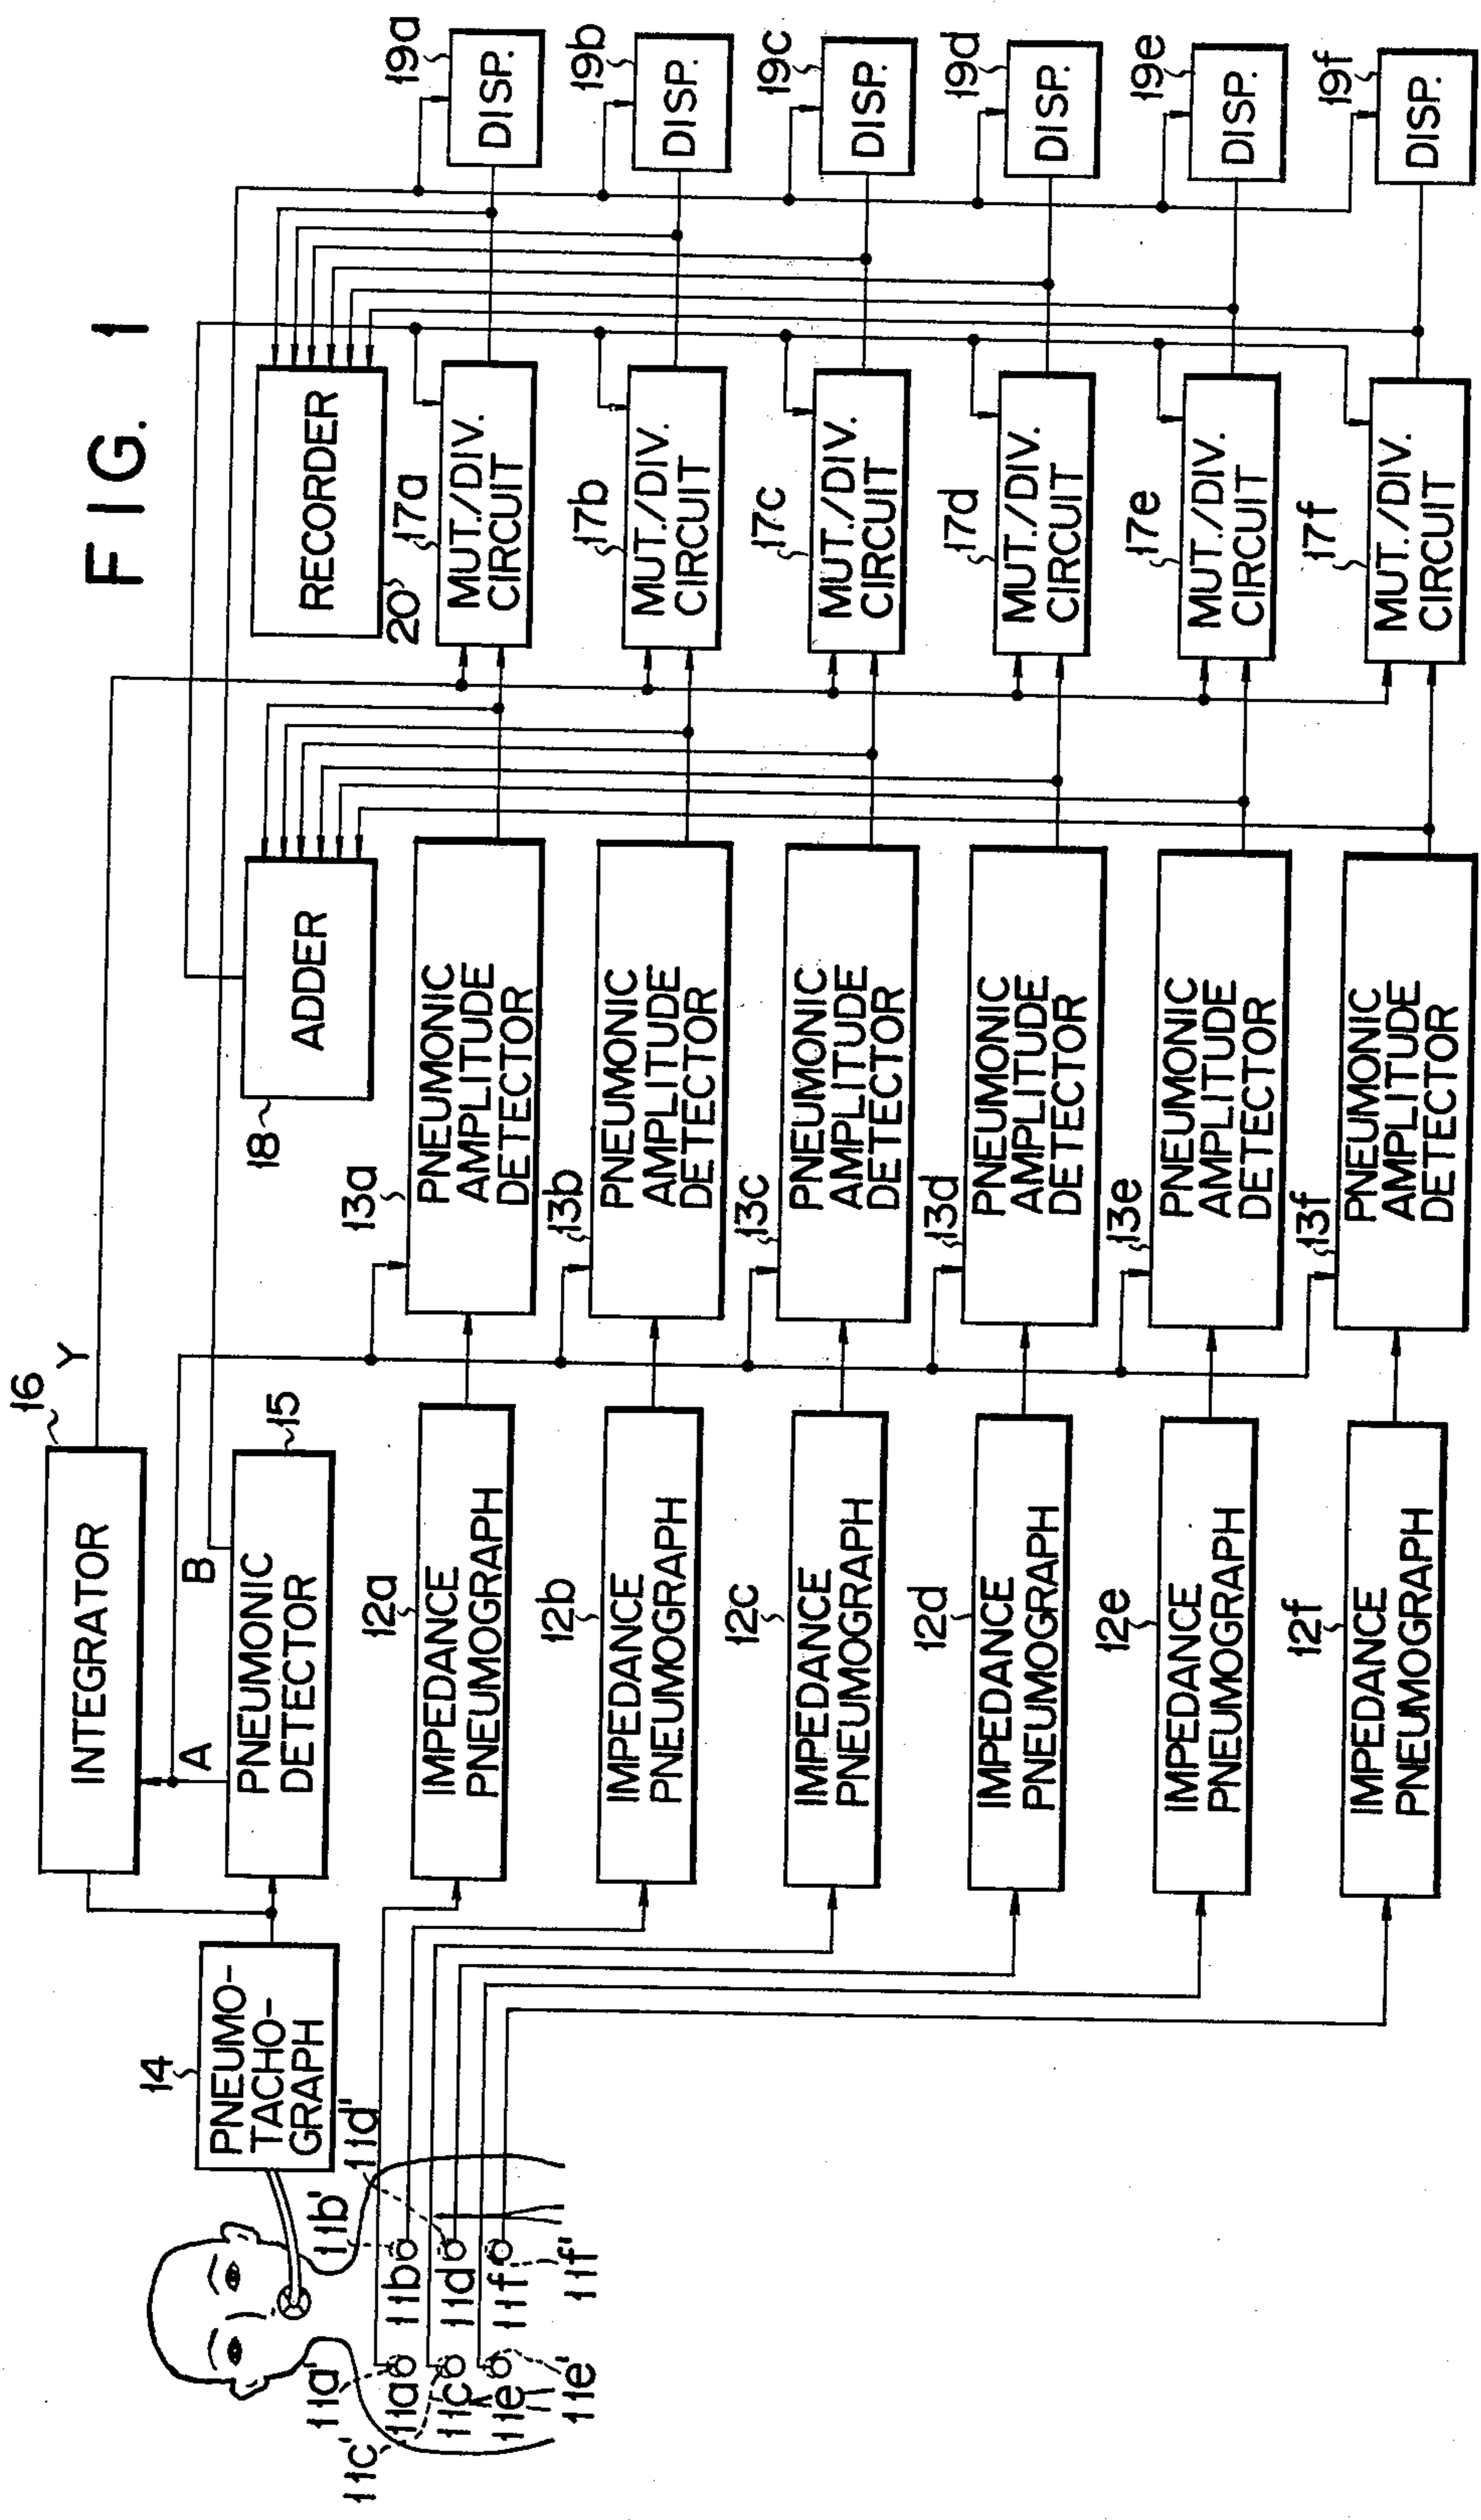 FIG. 1
16
INTEGRATOR
Y
14
PNEUMO-
TACHO-
GRAPH
A
B
PNEUMONIC
DETECTOR
15
18
ADDER
RECORDER
20
11a'
11b'
11c'
11d'
11a
11b
11c
11d
11e
11f
11e'
11f'
12a
IMPEDANCE
PNEUMOGRAPH
13a
PNEUMONIC
AMPLITUDE
DETECTOR
17a
MUT./DIV.
CIRCUIT
19a
DISP.
12b
IMPEDANCE
PNEUMOGRAPH
13b
PNEUMONIC
AMPLITUDE
DETECTOR
17b
MUT./DIV.
CIRCUIT
19b
DISP.
12c
IMPEDANCE
PNEUMOGRAPH
13c
PNEUMONIC
AMPLITUDE
DETECTOR
17c
MUT./DIV.
CIRCUIT
19c
DISP.
12d
IMPEDANCE
PNEUMOGRAPH
13d
PNEUMONIC
AMPLITUDE
DETECTOR
17d
MUT./DIV.
CIRCUIT
19d
DISP.
12e
IMPEDANCE
PNEUMOGRAPH
13e
PNEUMONIC
AMPLITUDE
DETECTOR
17e
MUT./DIV.
CIRCUIT
19e
DISP.
12f
IMPEDANCE
PNEUMOGRAPH
13f
PNEUMONIC
AMPLITUDE
DETECTOR
17f
MUT./DIV.
CIRCUIT
19f
DISP.